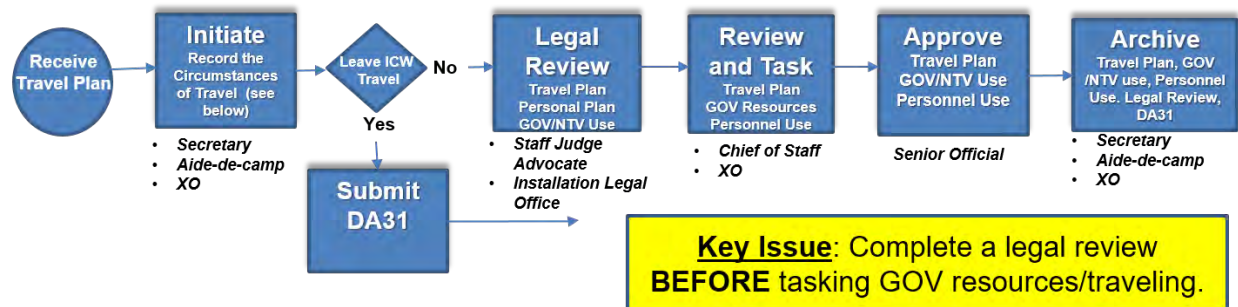 Receive
Travel Plan
Initiate
Record the
Circumstances
of Travel (see
below)
• Secretary
• Aide-de-camp
• XO
Leave ICW
Travel
No
Yes
Submit
DA31
Legal
Review
Travel Plan
Personal Plan
GOV/NTV Use
• Staff Judge
Advocate
• Installation Legal
Office
Review
and Task
Travel Plan
GOV Resources
Personnel Use
• Chief of Staff
• XO
Approve
Travel Plan
GOV/NTV Use
Personnel Use
Senior Official
Archive
Travel Plan, GOV
/NTV use, Personnel
Use. Legal Review,
DA31
• Secretary
• Aide-de-camp
• XO
Key Issue: Complete a legal review
BEFORE tasking GOV resources/traveling.